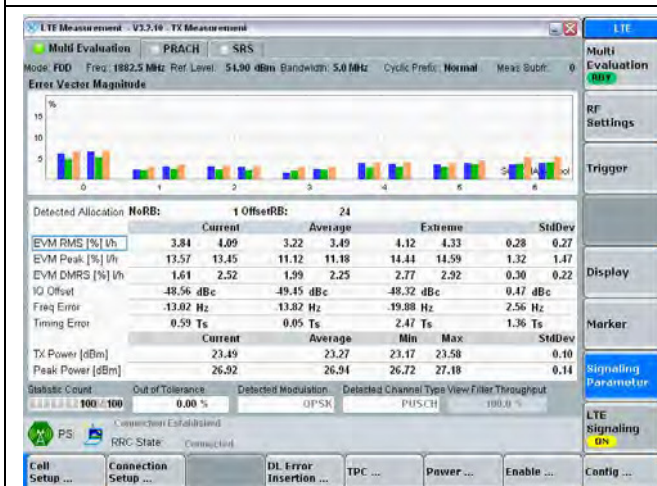 LTE Measurement - V3.2.10 - TX Measurement
LTE
Multi Evaluation PRACH SRS
Multi Evaluation
RDY
Mode: FDD Freq.: 1882.5 MHz Ref. Level: 54.90 dBm Bandwidth: 5.0 MHz Cyclic Prefix: Normal Meas. Subfr.: 0
Error Vector Magnitude
%
15
10
5
0 1 2 3 4 5 6
RF Settings
Trigger
Detected Allocation NoRB: 1 OffsetRB: 24
Current Average Extreme StdDev
EVM RMS [%] l/h 3.84 4.09 3.22 3.49 4.12 4.33 0.28 0.27
EVM Peak [%] l/h 13.57 13.45 11.12 11.18 14.44 14.59 1.32 1.47
EVM DMRS [%] l/h 1.61 2.52 1.99 2.25 2.77 2.92 0.30 0.22
IQ Offset -48.56 dBc -49.45 dBc -48.32 dBc 0.47 dBc
Freq Error -13.02 Hz -13.82 Hz -19.88 Hz 2.56 Hz
Timing Error 0.59 Ts 0.05 Ts 2.47 Ts 1.36 Ts
Current Average Min Max StdDev
TX Power [dBm] 23.49 23.27 23.17 23.58 0.10
Peak Power [dBm] 26.92 26.94 26.72 27.18 0.14
Display
Marker
Signaling Parameter
Statistic Count Out of Tolerance Detected Modulation Detected Channel Type View Filter Throughput
100 / 100 0.00 % QPSK PUSCH 100.0 %
Connection Established
PS RRC State: Connected
LTE Signaling
ON
Cell Setup ... Connection Setup ... DL Error Insertion ... TPC ... Power ... Enable ... Config ...